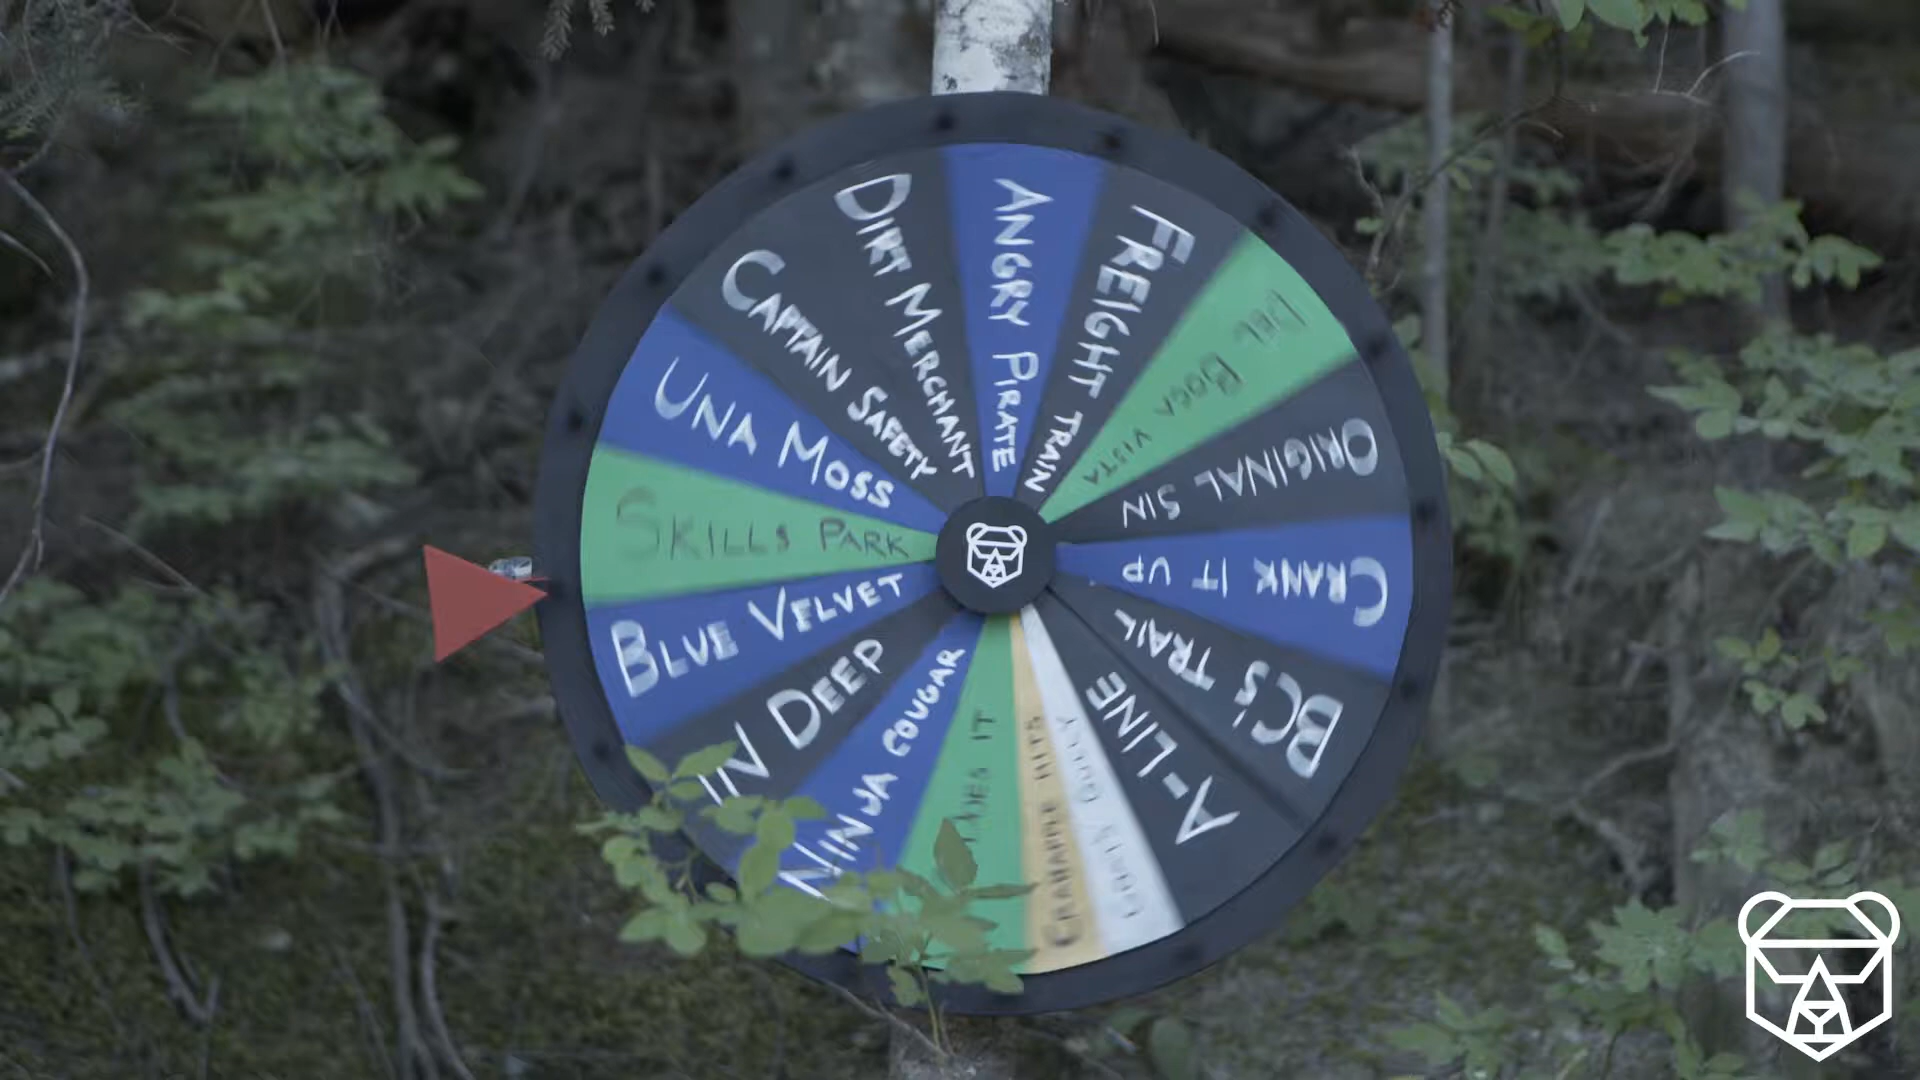 ANGRY PIRATE
FREIGHT TRAIN
DEL BOCA VISTA
ORIGINAL SIN
CRANK IT UP
BC'S TRAIL
A-LINE
CRABAPPLE HITS
IT
NINJA COUGAR
IN DEEP
BLUE VELVET
SKILLS PARK
UNA MOSS
CAPTAIN SAFETY
DIRT MERCHANT